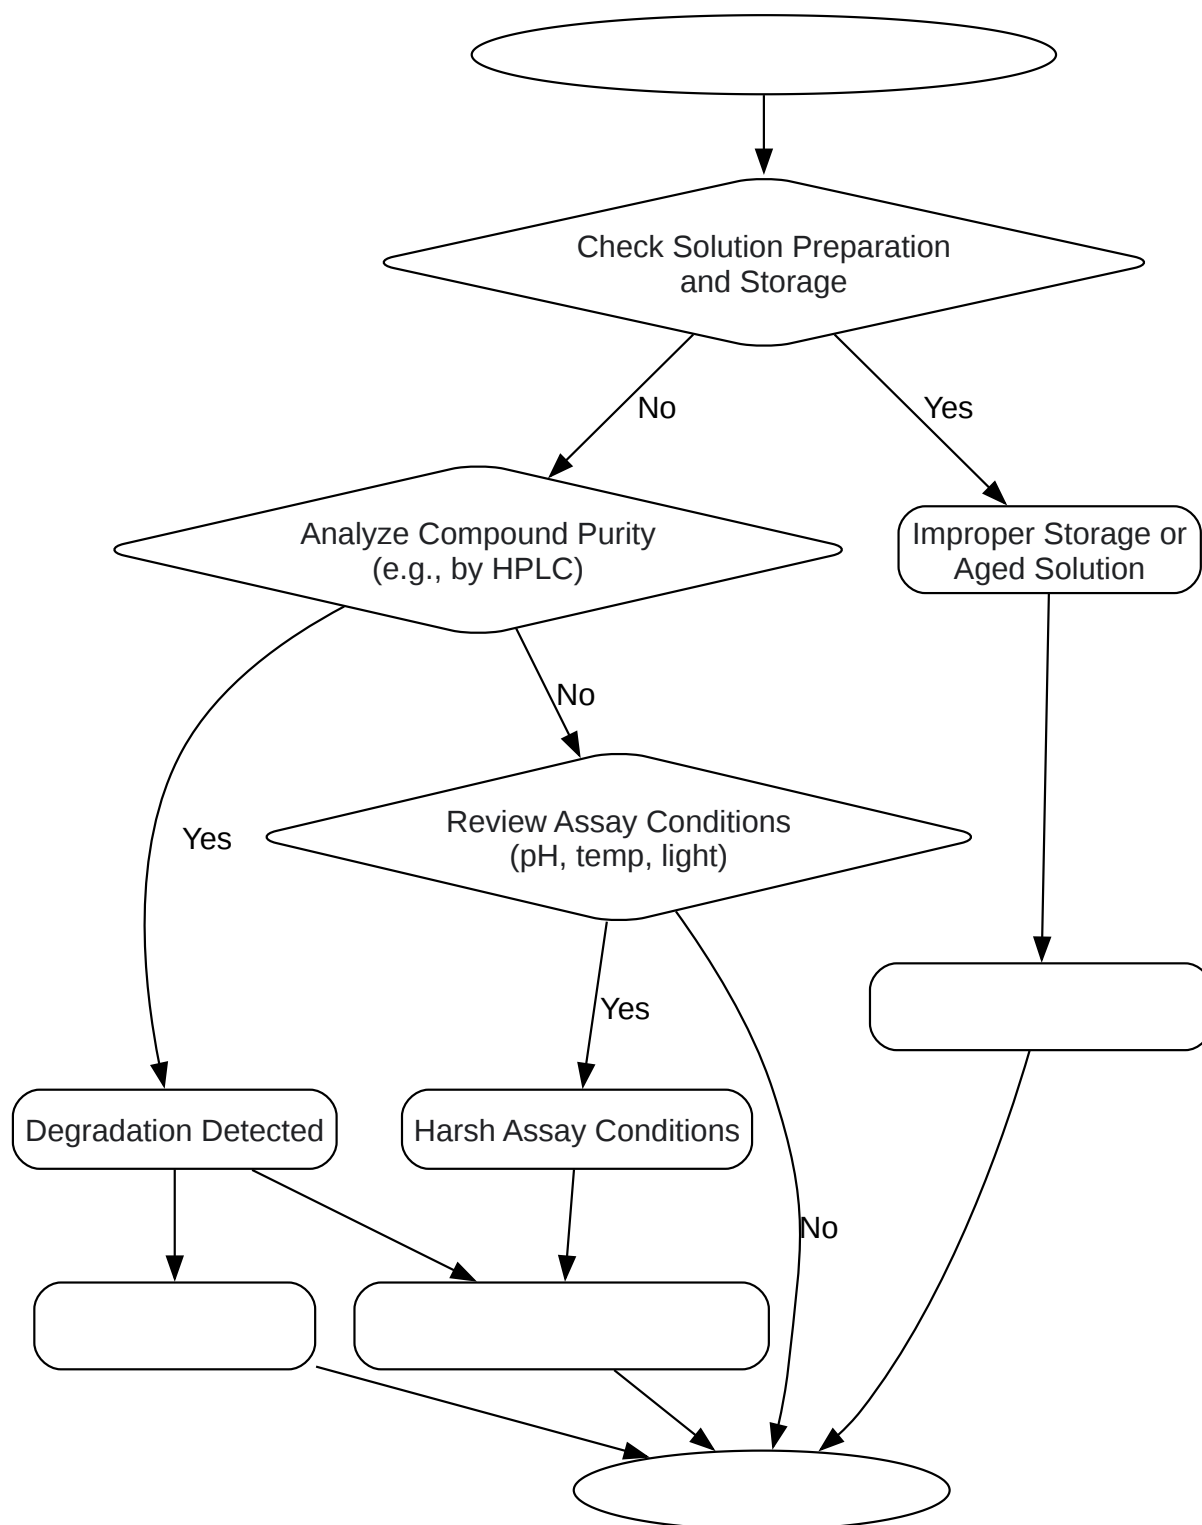 Check Solution Preparation
and Storage
No
Yes
Analyze Compound Purity
(e.g., by HPLC)
Improper Storage or
Aged Solution
No
Review Assay Conditions
(pH, temp, light)
Yes
Yes
Degradation Detected
Harsh Assay Conditions
No